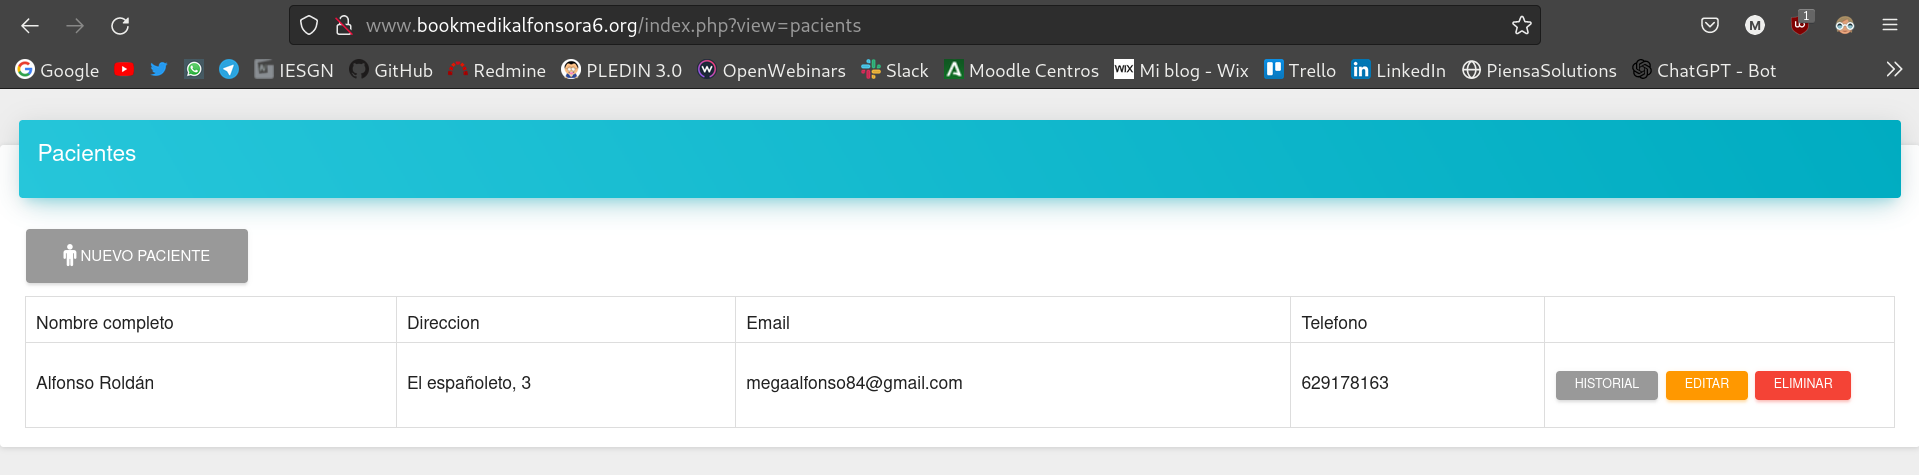 www.bookmedikalfonsora6.org/index.php?view=pacients
M
1
Google IESGN GitHub Redmine PLEDIN 3.0 OpenWebinars Slack Moodle Centros WIX Mi blog - Wix Trello LinkedIn PiensaSolutions ChatGPT - Bot
Pacientes
NUEVO PACIENTE
Nombre completo Direccion Email Telefono
Alfonso Roldán El españoleto, 3 megaalfonso84@gmail.com 629178163 HISTORIAL EDITAR ELIMINAR